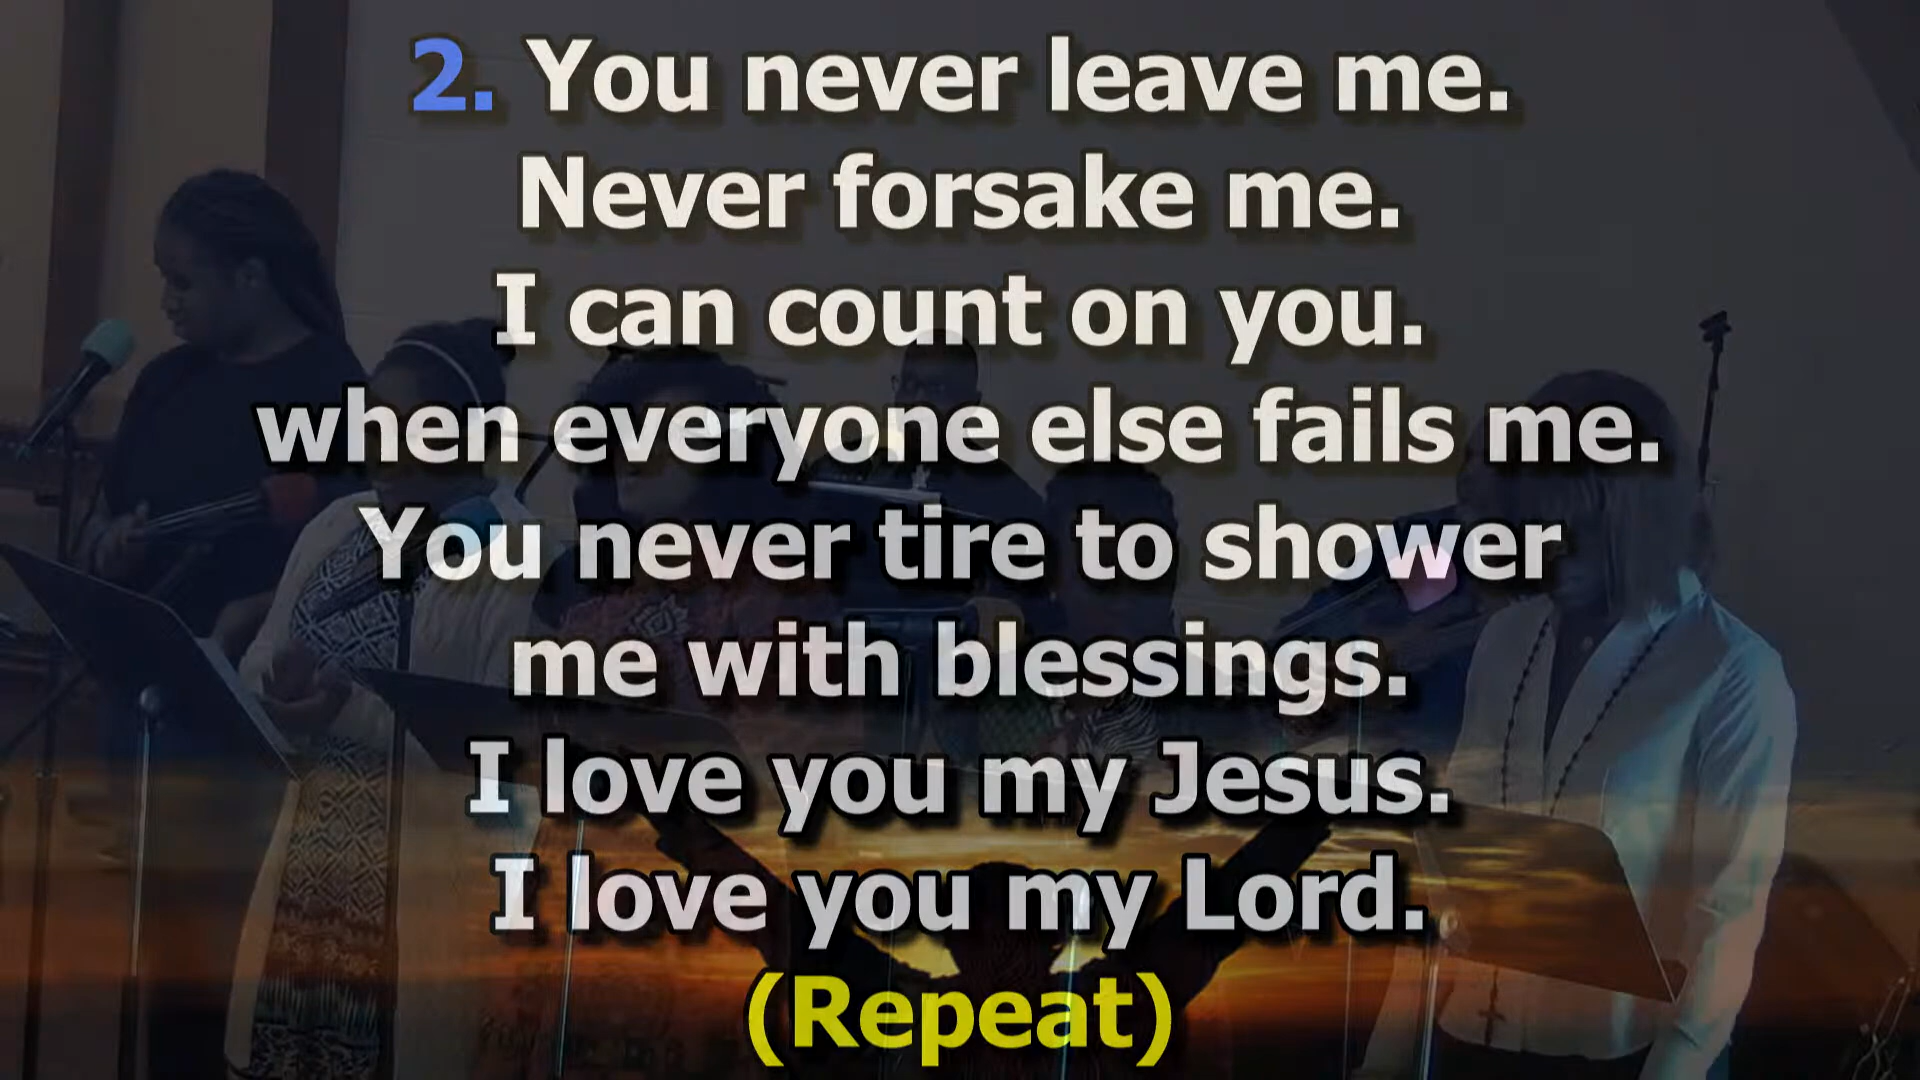 2. You never leave me.
Never forsake me.
I can count on you.
when everyone else fails me.
You never tire to shower
me with blessings.
I love you my Jesus.
I love you my Lord.
(Repeat)